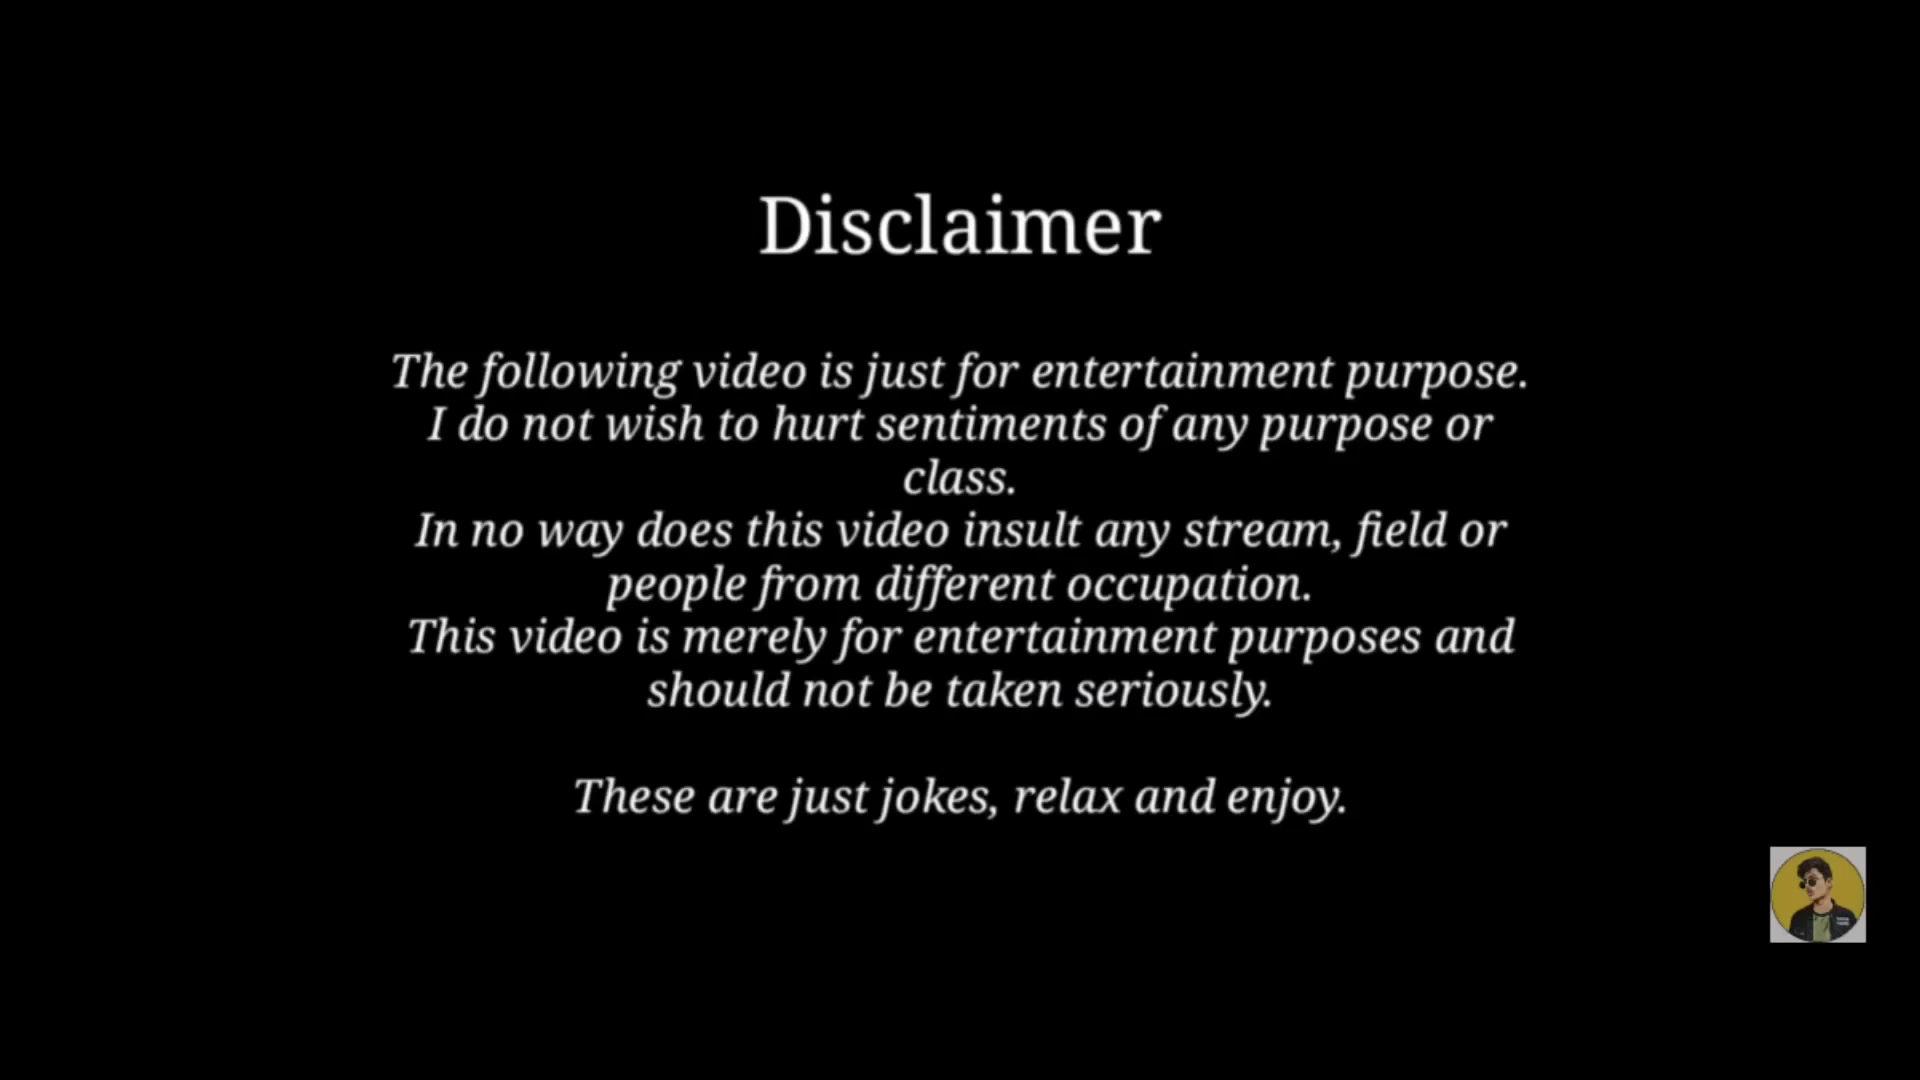 Disclaimer
The following video is just for entertainment purpose.
I do not wish to hurt sentiments of any purpose or
class.
In no way does this video insult any stream, field or
people from different occupation.
This video is merely for entertainment purposes and
should not be taken seriously.
These are just jokes, relax and enjoy.